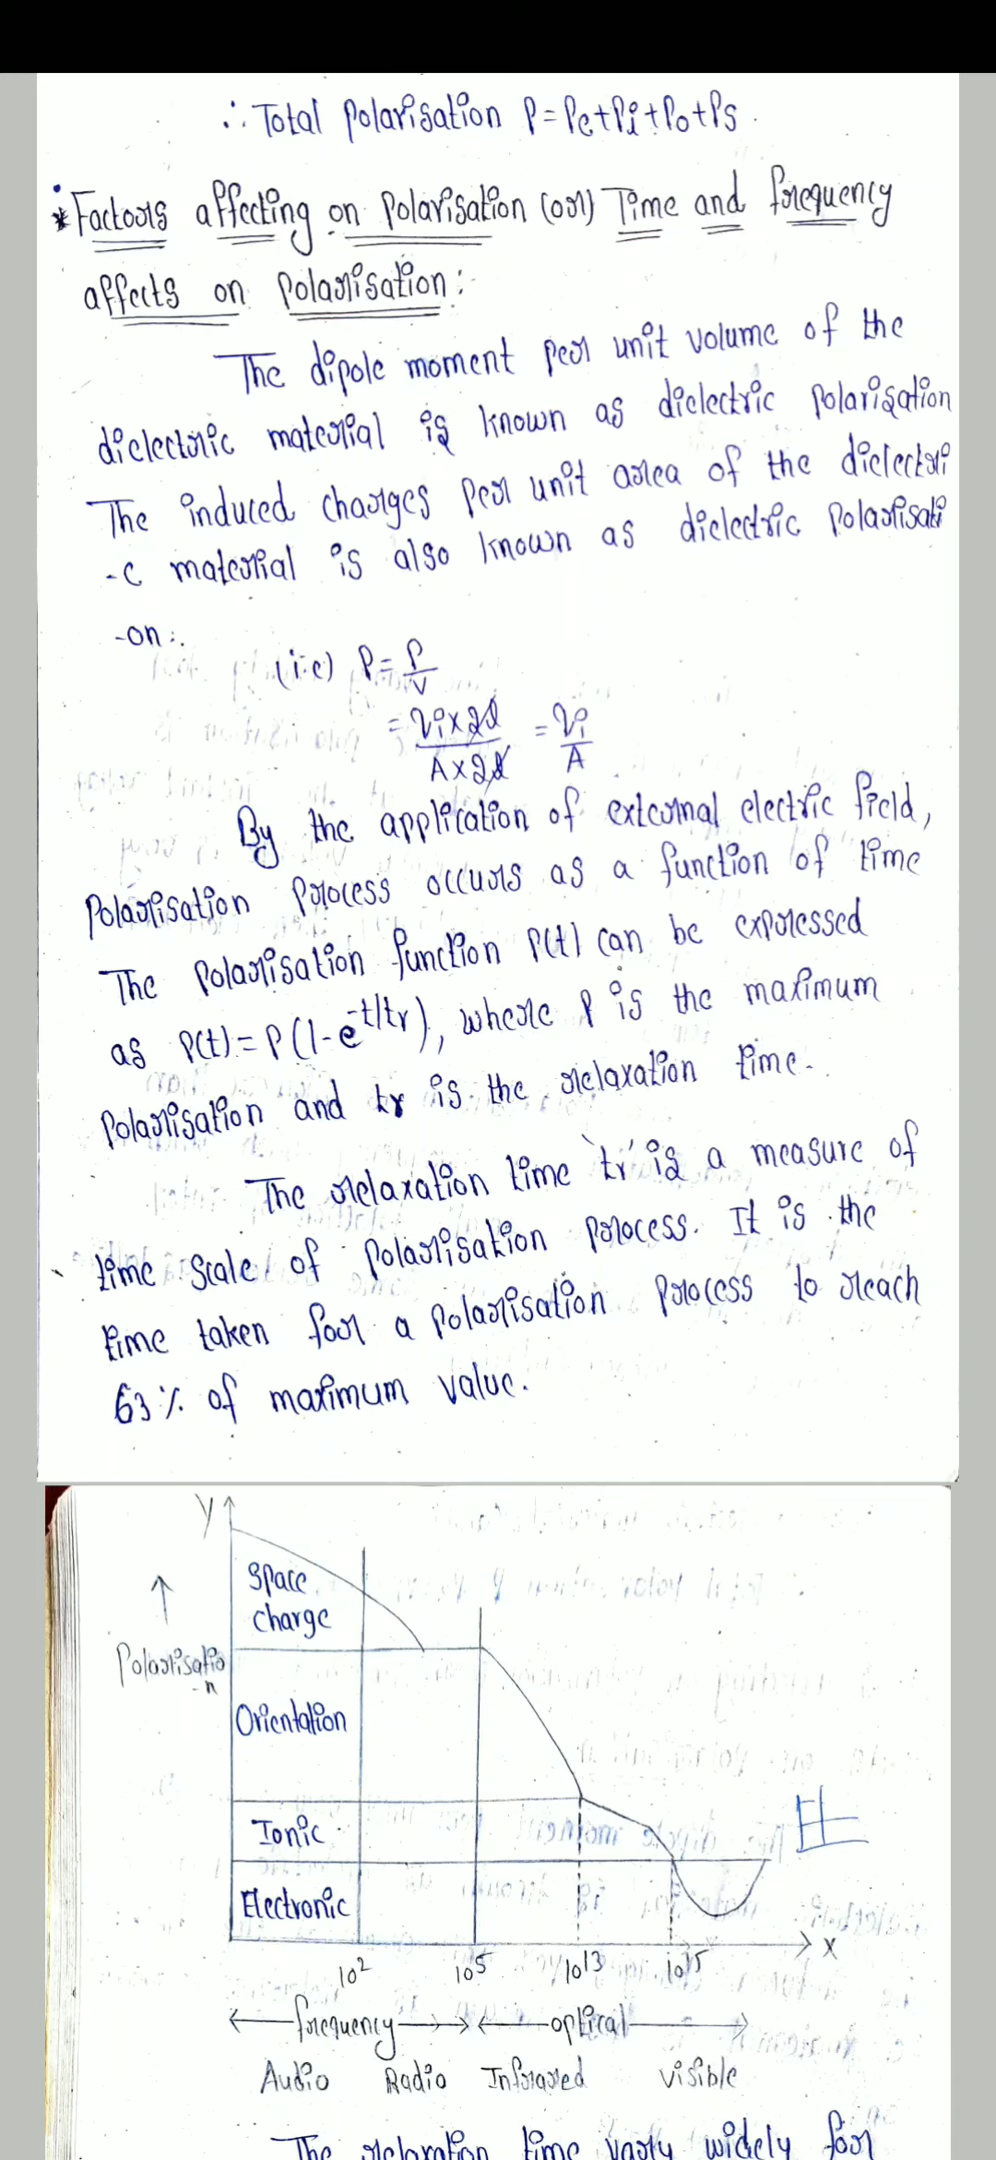 ∴ Total Polarisation P=Pe+Pi+Po+Ps.
*Factors affecting on Polarisation (or) Time and frequency
affects on Polarisation:-
The dipole moment per unit volume of the
dielectric material is known as dielectric Polarisation
The induced charges per unit area of the dielectri
-c material is also known as dielectric Polarisati
-on:.
(i.e) P=P/V
= qi×2d / A×2d = qi/A
By the application of external electric field,
Polarisation Process occurs as a function of time
The Polarisation function P(t) can be expressed
as P(t)=P(1-e^-t/tr), where P is the maximum
Polarisation and tr is the relaxation time.
The relaxation time 'tr' is a measure of
time scale of Polarisation Process. It is the
time taken for a Polarisation Process to reach
63% of maximum value.
Y
Space
charge
Polarisatio
-n
Orientation
Ionic
Electronic
X
10² 10⁵ 10¹³ 10¹⁵
frequency optical
Audio Radio Infrared visible
The relaxation time vary widely for